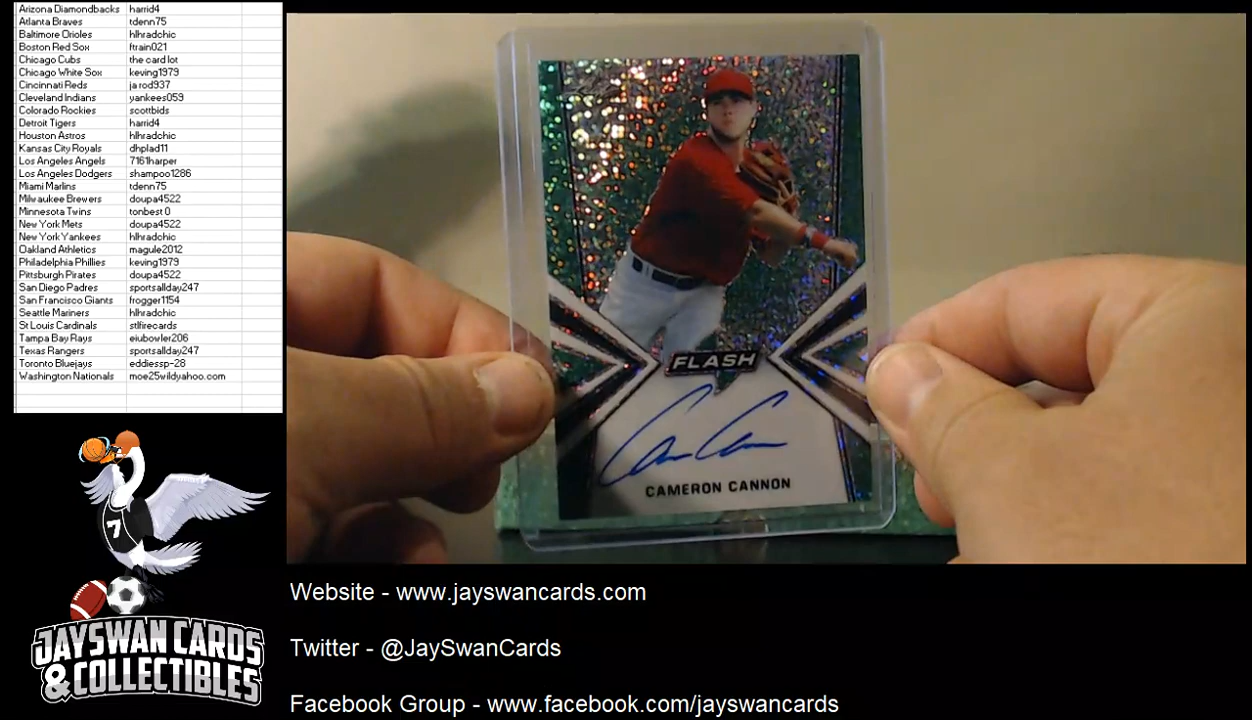 Arizona Diamondbacks harrid4
Atlanta Braves tdenn75
Baltimore Orioles hlhradchic
Boston Red Sox ftrain021
Chicago Cubs the card lot
Chicago White Sox keving1979
Cincinnati Reds jarod937
Cleveland Indians yankees059
Colorado Rockies scottbids
Detroit Tigers harrid4
Houston Astros hlhradchic
Kansas City Royals dhplad11
Los Angeles Angels 7161harper
Los Angeles Dodgers shampoo1286
Miami Marlins tdenn75
Milwaukee Brewers doupa4522
Minnesota Twins tonbest0
New York Mets doupa4522
New York Yankees hlhradchic
Oakland Athletics magule2012
Philadelphia Phillies keving1979
Pittsburgh Pirates doupa4522
San Diego Padres sportsallday247
San Francisco Giants frogger1154
Seattle Mariners hlhradchic
St Louis Cardinals stlfirecards
Tampa Bay Rays eiubowler206
Texas Rangers sportsallday247
Toronto Bluejays eddiessp-28
Washington Nationals moe25wildyahoo.com
FLASH
CAMERON CANNON
7
JAYSWAN CARDS
& COLLECTIBLES
Website - www.jayswancards.com
Twitter - @JaySwanCards
Facebook Group - www.facebook.com/jayswancards